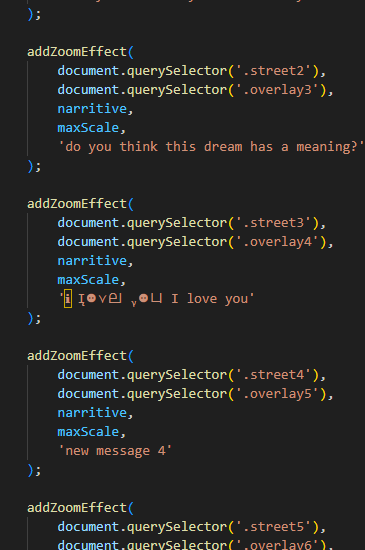 );
addZoomEffect(
document.querySelector('.street2'),
document.querySelector('.overlay3'),
narritive,
maxScale,
'do you think this dream has a meaning?'
);
addZoomEffect(
document.querySelector('.street3'),
document.querySelector('.overlay4'),
narritive,
maxScale,
I love you'
);
addZoomEffect(
document.querySelector('.street4'),
document.querySelector('.overlay5'),
narritive,
maxScale,
'new message 4'
);
addZoomEffect(
document.querySelector('.street5'),
document.querySelector('.overlay6'),